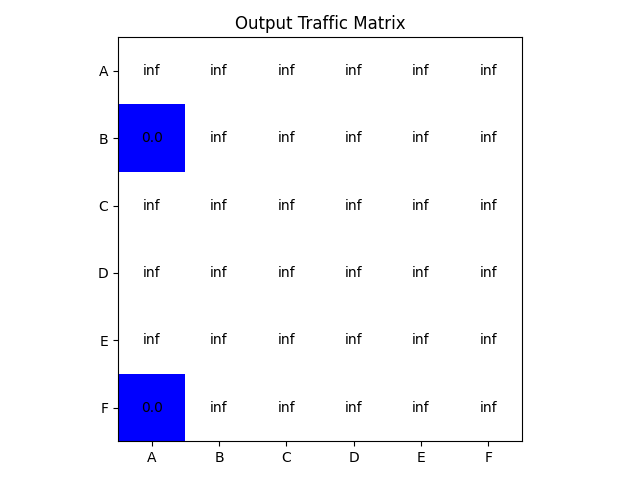 Output Traffic Matrix
A inf inf inf inf inf inf
B 0.0 inf inf inf inf inf
C inf inf inf inf inf inf
D inf inf inf inf inf inf
E inf inf inf inf inf inf
F 0.0 inf inf inf inf inf
A B C D E F